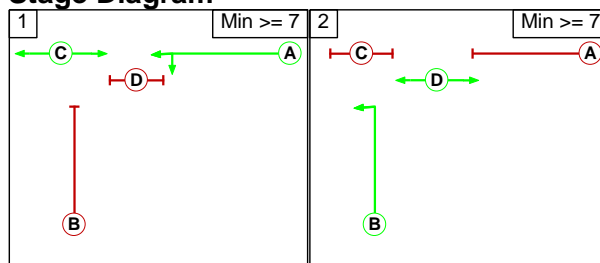 Stage Diagram
1 Min >= 7 2 Min >= 7
C A C A
D D
B B